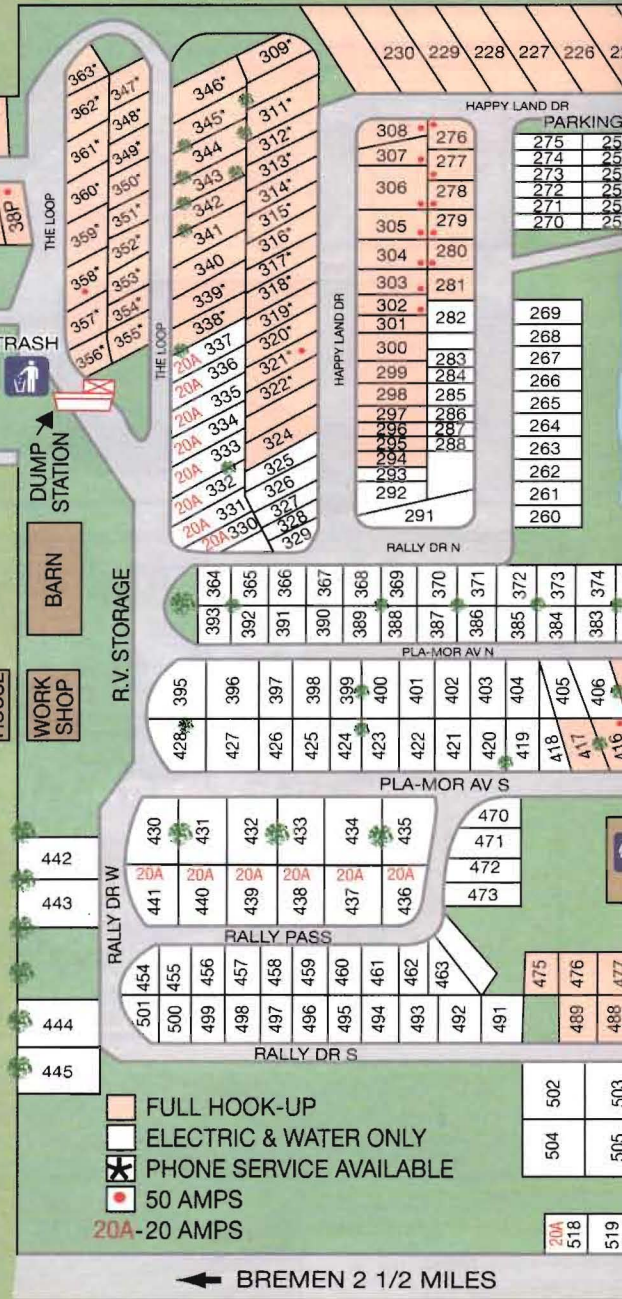 230 229 228 227 226
HAPPY LAND DR
PARKING
363* 347*
362* 348*
361* 349*
360* 350*
359* 351*
358* 352*
357* 353*
356* 354*
355*
THE LOOP
38P
TRASH
DUMP STATION
THE LOOP
346* 309*
345* 311*
344 312*
343 313*
342 314*
341 315*
340 316*
339* 317*
338* 318*
337 319*
20A 336 320*
20A 335 321*
20A 334 322*
20A 333 324
20A 332 325
20A 331 326
20A 330 327
328
329
HAPPY LAND DR
308 276
307 277
306 278
305 279
304 280
303 281
302 282
301
300 283
299 284
298 285
297 286
296 287
295 288
294
293
292
291
275
274
273
272
271
270
269
268
267
266
265
264
263
262
261
260
RALLY DR N
BARN
WORK SHOP
R.V. STORAGE
364 365 366 367 368 369 370 371 372 373 374
393 392 391 390 389 388 387 386 385 384 383
PLA-MOR AV N
395 396 397 398 399 400 401 402 403 404 405 406
428 427 426 425 424 423 422 421 420 419 418 417 416
PLA-MOR AV S
430 431 432 433 434 435
20A 20A 20A 20A 20A 20A
441 440 439 438 437 436
470
471
472
473
442
443
444
445
RALLY DR W
RALLY PASS
454 455 456 457 458 459 460 461 462 463
501 500 499 498 497 496 495 494 493 492 491
475 476 477
489 488
RALLY DR S
502 503
504 505
20A 518 519
FULL HOOK-UP
ELECTRIC & WATER ONLY
* PHONE SERVICE AVAILABLE
50 AMPS
20A-20 AMPS
BREMEN 2 1/2 MILES